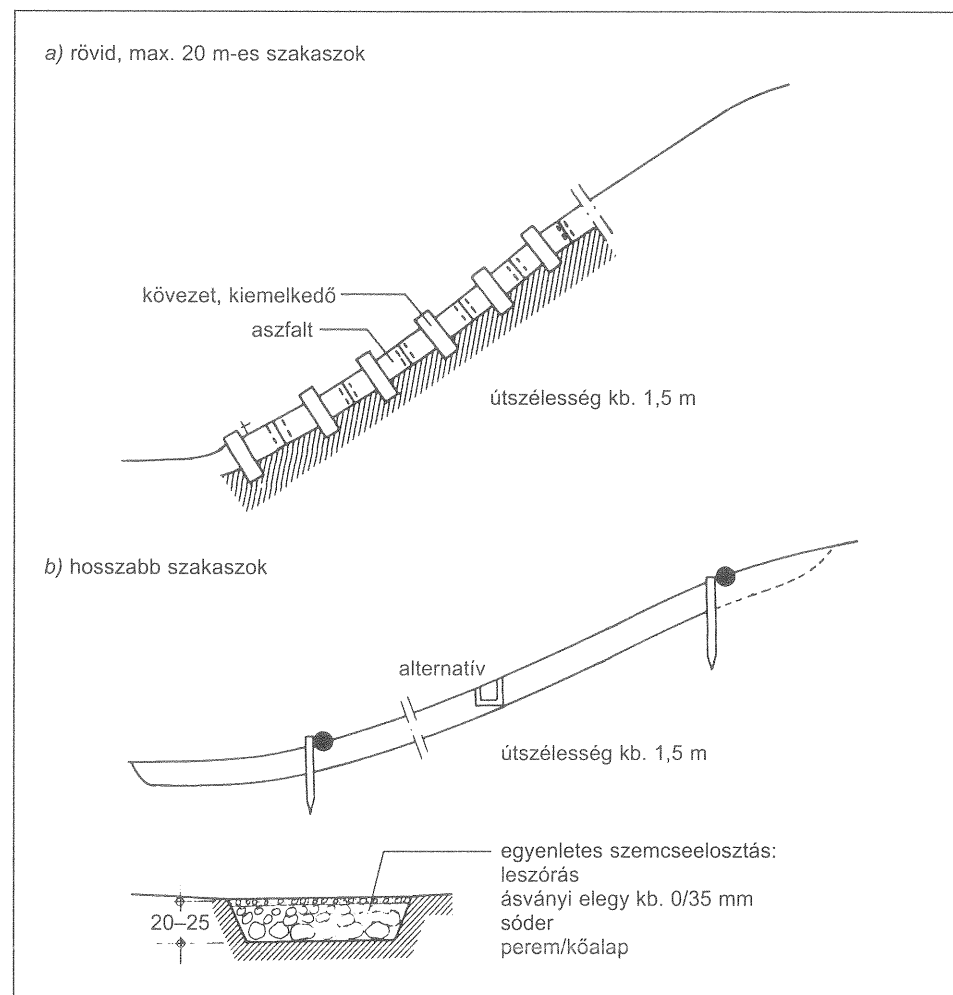 a) rövid, max. 20 m-es szakaszok
kövezet, kiemelkedő
aszfalt
útszélesség kb. 1,5 m
b) hosszabb szakaszok
alternatív
útszélesség kb. 1,5 m
egyenletes szemcseelosztás:
leszórás
ásványi elegy kb. 0/35 mm
sóder
perem/kőalap
20–25